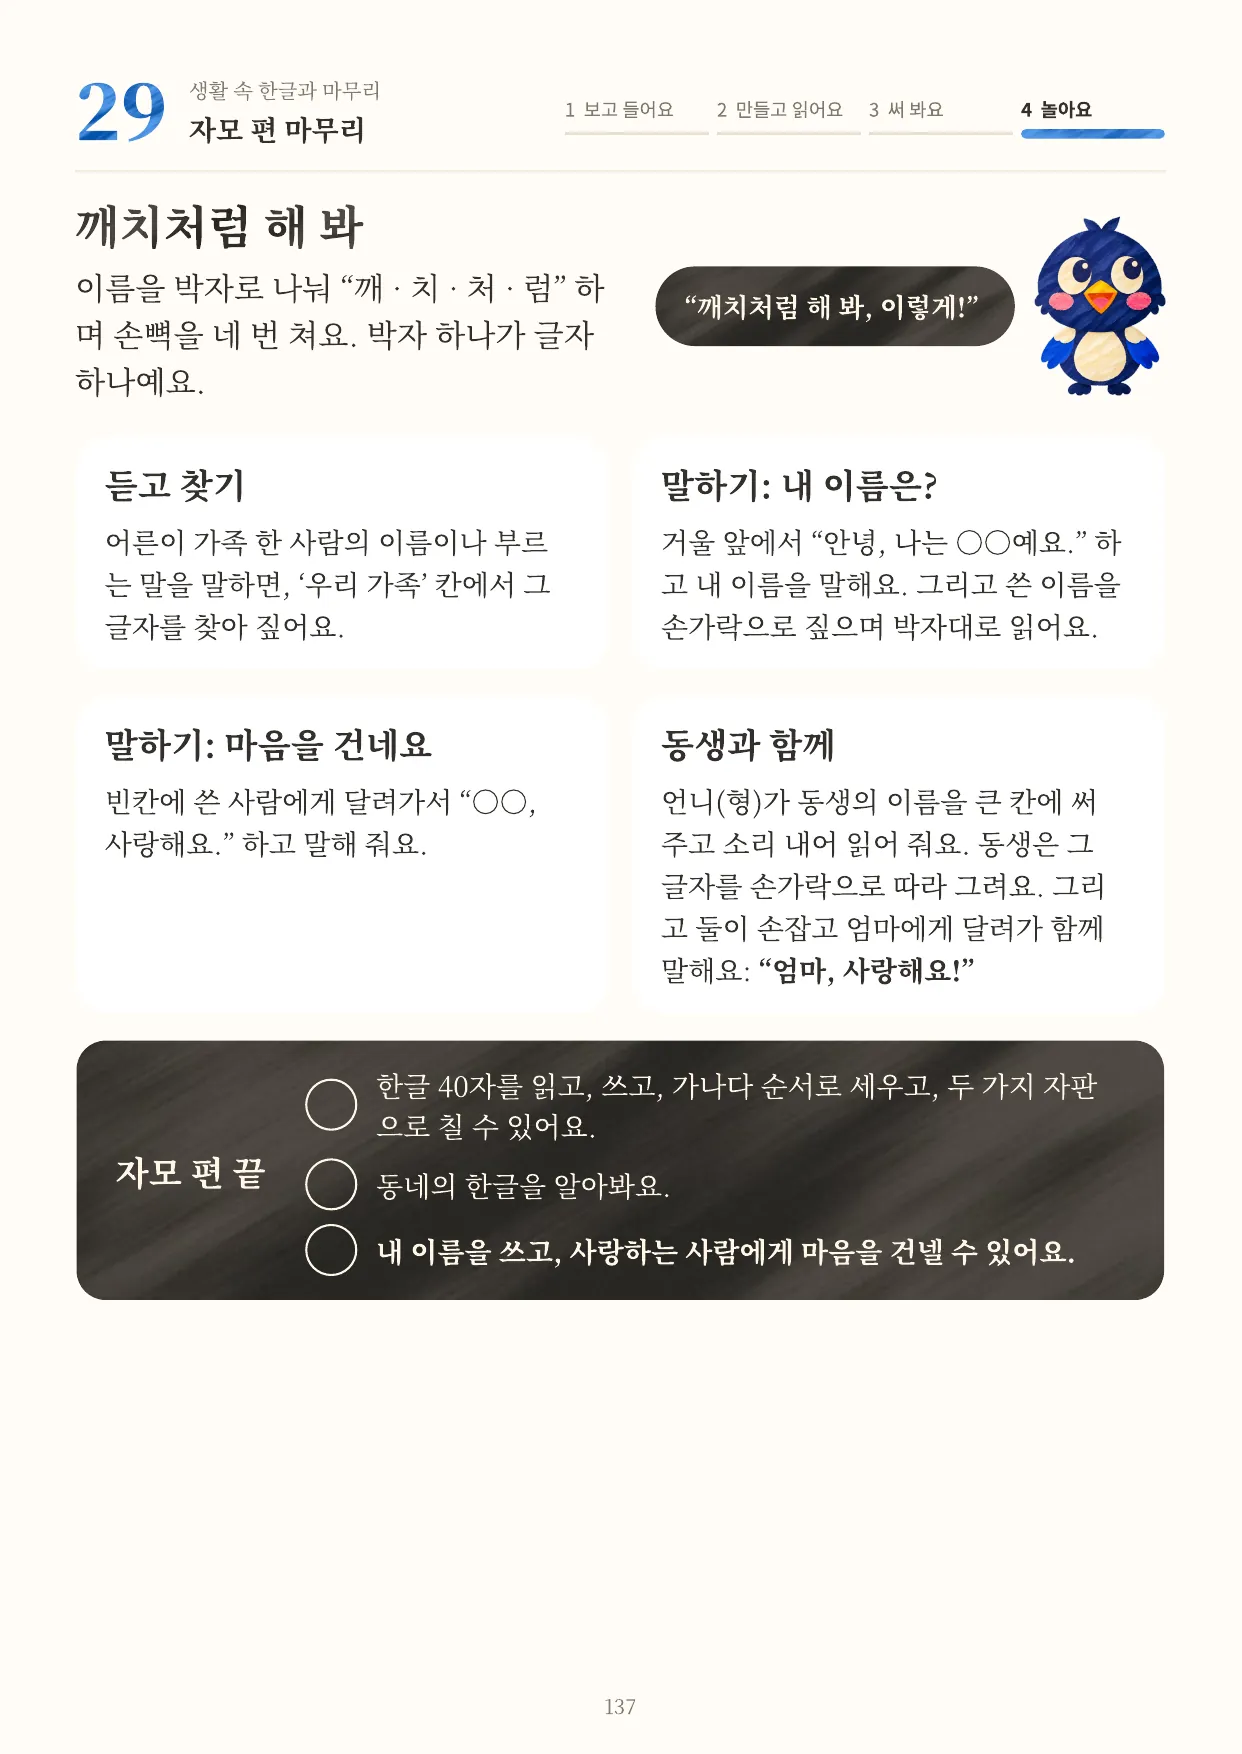 29
생활 속 한글과 마무리
자모 편 마무리
1 보고 들어요
2 만들고 읽어요
3 써 봐요
4 놀아요
깨치처럼 해 봐
이름을 박자로 나눠 “깨 · 치 · 처 · 럼” 하
며 손뼉을 네 번 쳐요. 박자 하나가 글자
하나예요.
“깨치처럼 해 봐, 이렇게!”
듣고 찾기
어른이 가족 한 사람의 이름이나 부르
는 말을 말하면, ‘우리 가족’ 칸에서 그
글자를 찾아 짚어요.
말하기: 내 이름은?
거울 앞에서 “안녕, 나는 ○○예요.” 하
고 내 이름을 말해요. 그리고 쓴 이름을
손가락으로 짚으며 박자대로 읽어요.
말하기: 마음을 건네요
빈칸에 쓴 사람에게 달려가서 “○○,
사랑해요.” 하고 말해 줘요.
동생과 함께
언니(형)가 동생의 이름을 큰 칸에 써
주고 소리 내어 읽어 줘요. 동생은 그
글자를 손가락으로 따라 그려요. 그리
고 둘이 손잡고 엄마에게 달려가 함께
말해요: “엄마, 사랑해요!”
자모 편 끝
한글 40자를 읽고, 쓰고, 가나다 순서로 세우고, 두 가지 자판
으로 칠 수 있어요.
동네의 한글을 알아봐요.
내 이름을 쓰고, 사랑하는 사람에게 마음을 건넬 수 있어요.
137